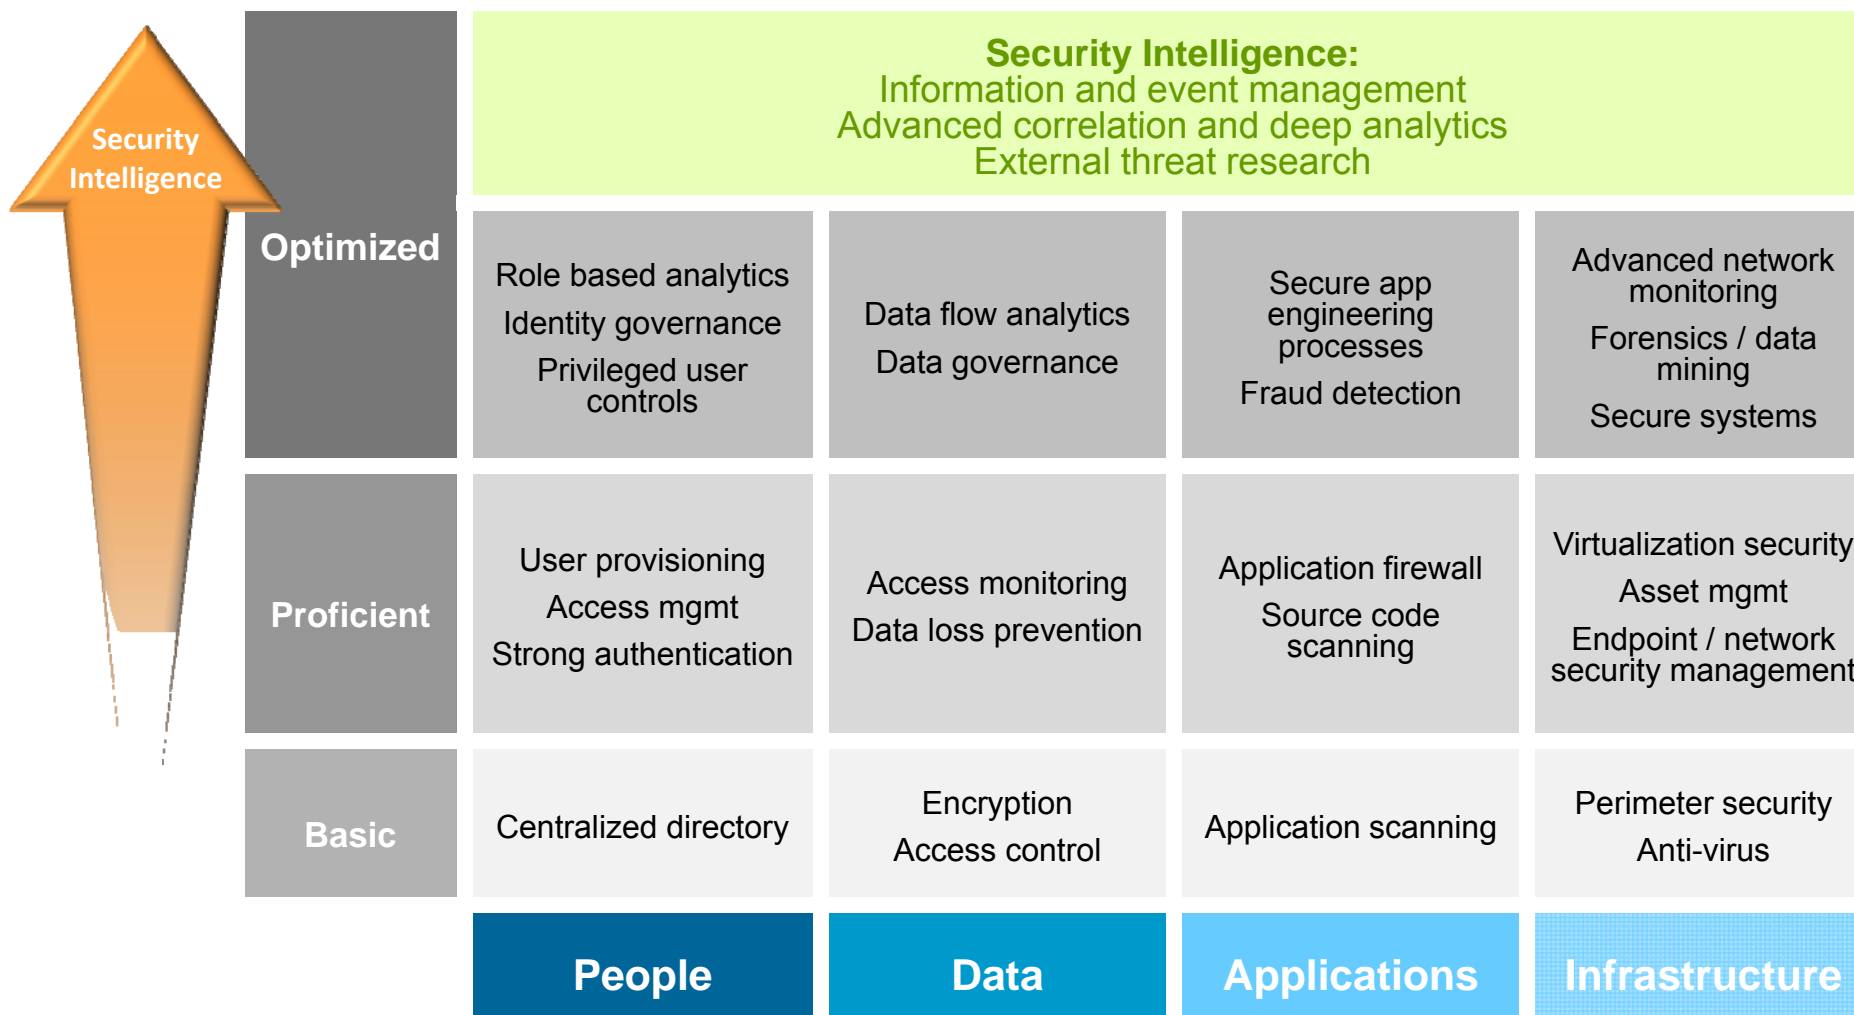 Security
Intelligence
Security Intelligence:
Information and event management
Advanced correlation and deep analytics
External threat research
Optimized
Role based analytics
Identity governance
Privileged user
controls
Data flow analytics
Data governance
Secure app
engineering
processes
Fraud detection
Advanced network
monitoring
Forensics / data
mining
Secure systems
Proficient
User provisioning
Access mgmt
Strong authentication
Access monitoring
Data loss prevention
Application firewall
Source code
scanning
Virtualization security
Asset mgmt
Endpoint / network
security management
Basic
Centralized directory
Encryption
Access control
Application scanning
Perimeter security
Anti-virus
People
Data
Applications
Infrastructure